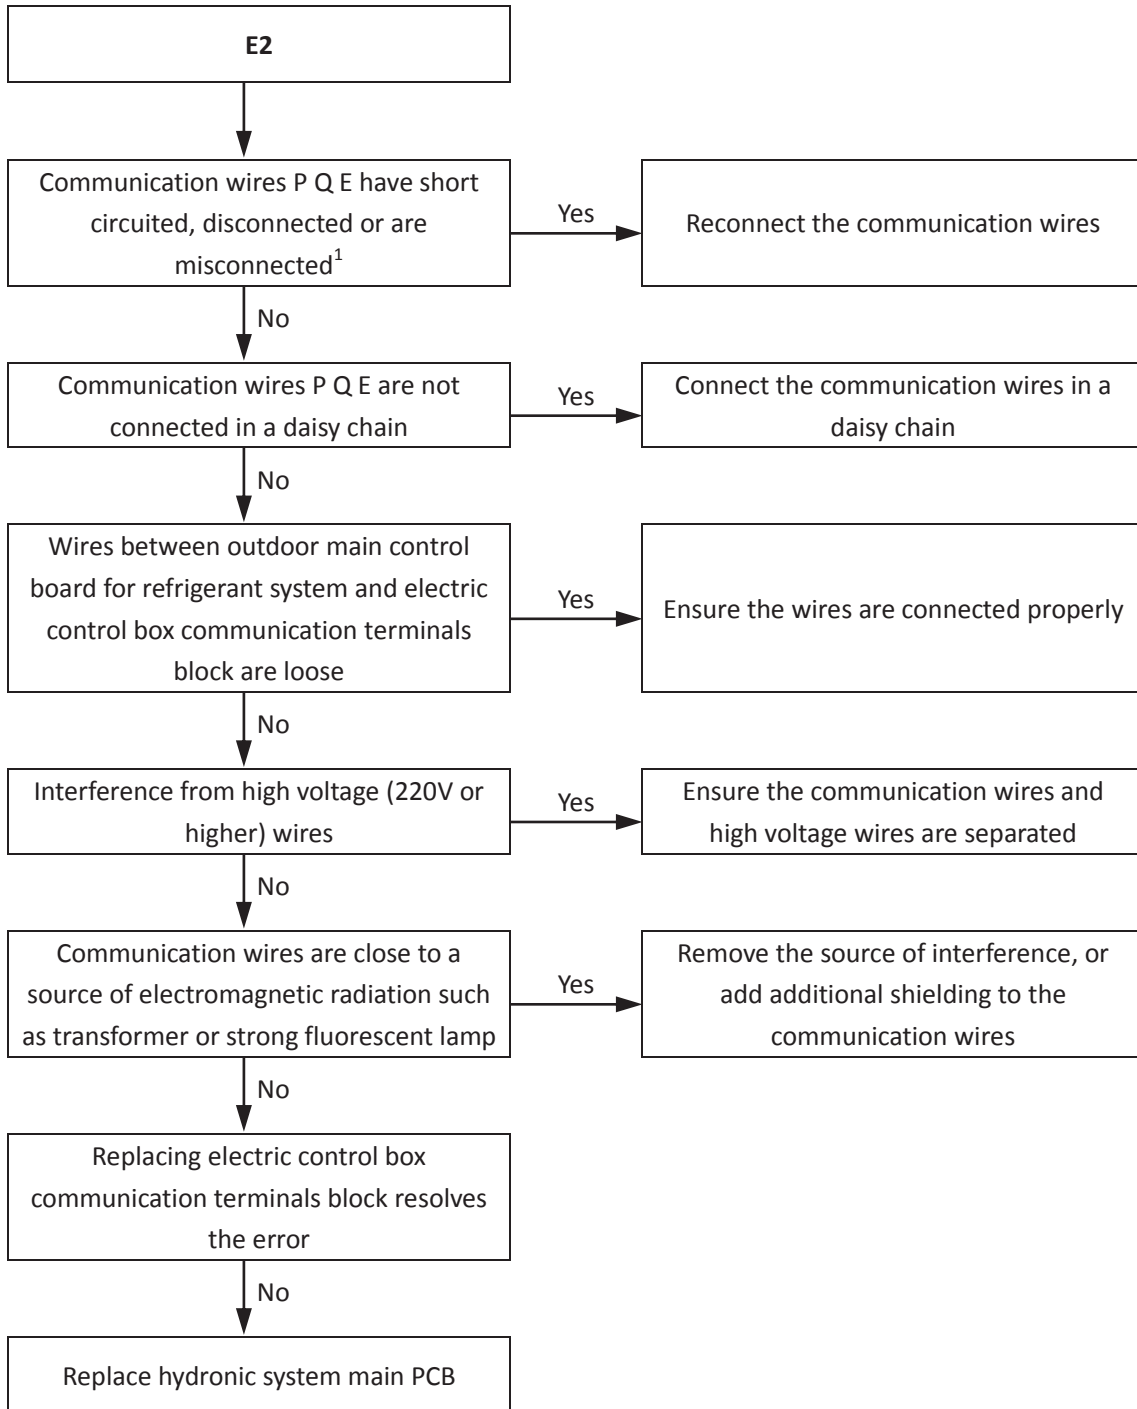 E2
Communication wires P Q E have short
circuited, disconnected or are
misconnected¹
Yes
Reconnect the communication wires
No
Communication wires P Q E are not
connected in a daisy chain
Yes
Connect the communication wires in a
daisy chain
No
Wires between outdoor main control
board for refrigerant system and electric
control box communication terminals
block are loose
Yes
Ensure the wires are connected properly
No
Interference from high voltage (220V or
higher) wires
Yes
Ensure the communication wires and
high voltage wires are separated
No
Communication wires are close to a
source of electromagnetic radiation such
as transformer or strong fluorescent lamp
Yes
Remove the source of interference, or
add additional shielding to the
communication wires
No
Replacing electric control box
communication terminals block resolves
the error
No
Replace hydronic system main PCB